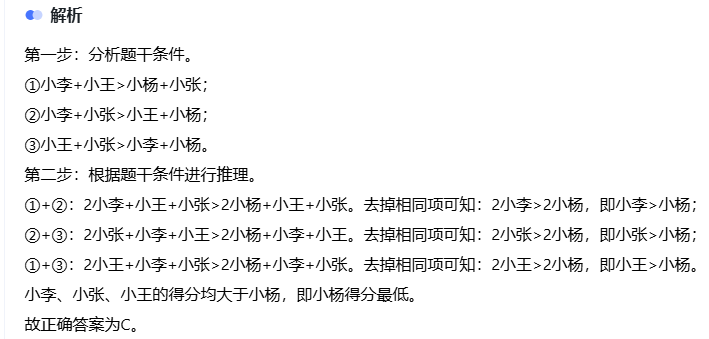 解析
第一步：分析题干条件。
①小李+小王>小杨+小张；
②小李+小张>小王+小杨；
③小王+小张>小李+小杨。
第二步：根据题干条件进行推理。
①+②：2小李+小王+小张>2小杨+小王+小张。去掉相同项可知：2小李>2小杨，即小李>小杨；
②+③：2小张+小李+小王>2小杨+小李+小王。去掉相同项可知：2小张>2小杨，即小张>小杨；
①+③：2小王+小李+小张>2小杨+小李+小张。去掉相同项可知：2小王>2小杨，即小王>小杨。
小李、小张、小王的得分均大于小杨，即小杨得分最低。
故正确答案为C。